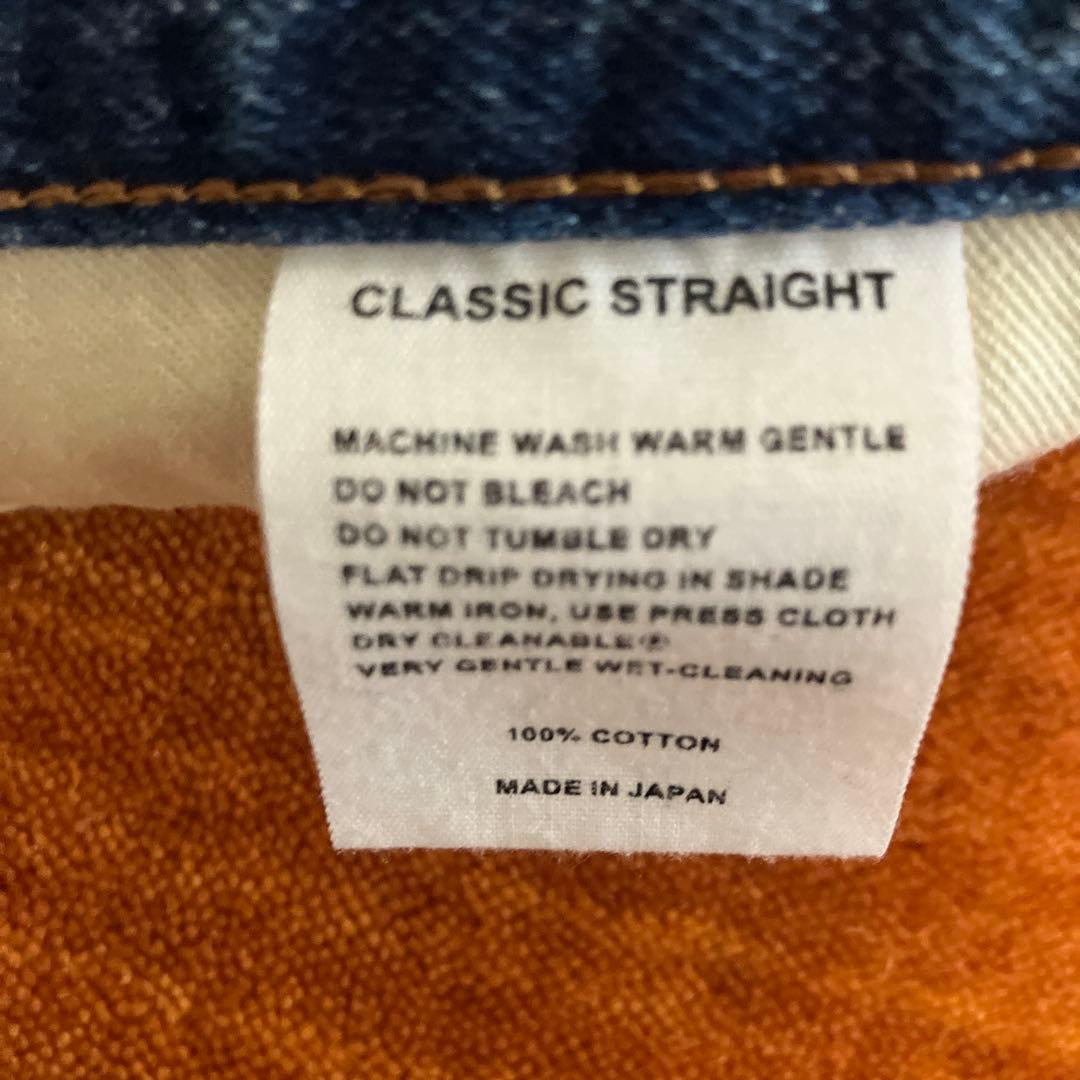 CLASSIC STRAIGHT
MACHINE WASH WARM GENTLE
DO NOT BLEACH
DO NOT TUMBLE DRY
FLAT DRIP DRYING IN SHADE
WARM IRON, USE PRESS CLOTH
DRY CLEANABLE Ⓟ
VERY GENTLE WET-CLEANING
100% COTTON
MADE IN JAPAN